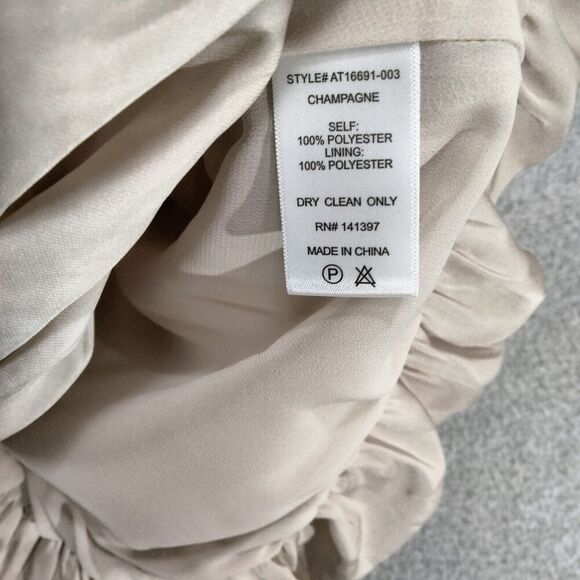 STYLE# AT16691-003
CHAMPAGNE
SELF:
100% POLYESTER
LINING:
100% POLYESTER
DRY CLEAN ONLY
RN# 141397
MADE IN CHINA
P